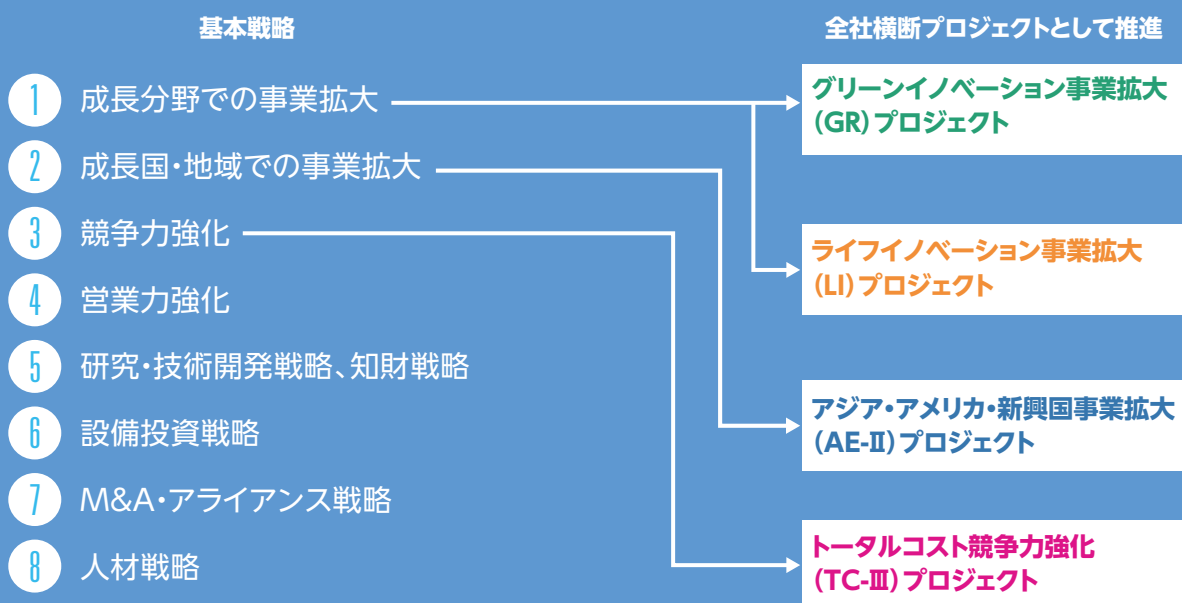 基本戦略
1 成長分野での事業拡大
2 成長国・地域での事業拡大
3 競争力強化
4 営業力強化
5 研究・技術開発戦略、知財戦略
6 設備投資戦略
7 M&A・アライアンス戦略
8 人材戦略
全社横断プロジェクトとして推進
グリーンイノベーション事業拡大
(GR)プロジェクト
ライフイノベーション事業拡大
(LI)プロジェクト
アジア・アメリカ・新興国事業拡大
(AE-Ⅱ)プロジェクト
トータルコスト競争力強化
(TC-Ⅲ)プロジェクト